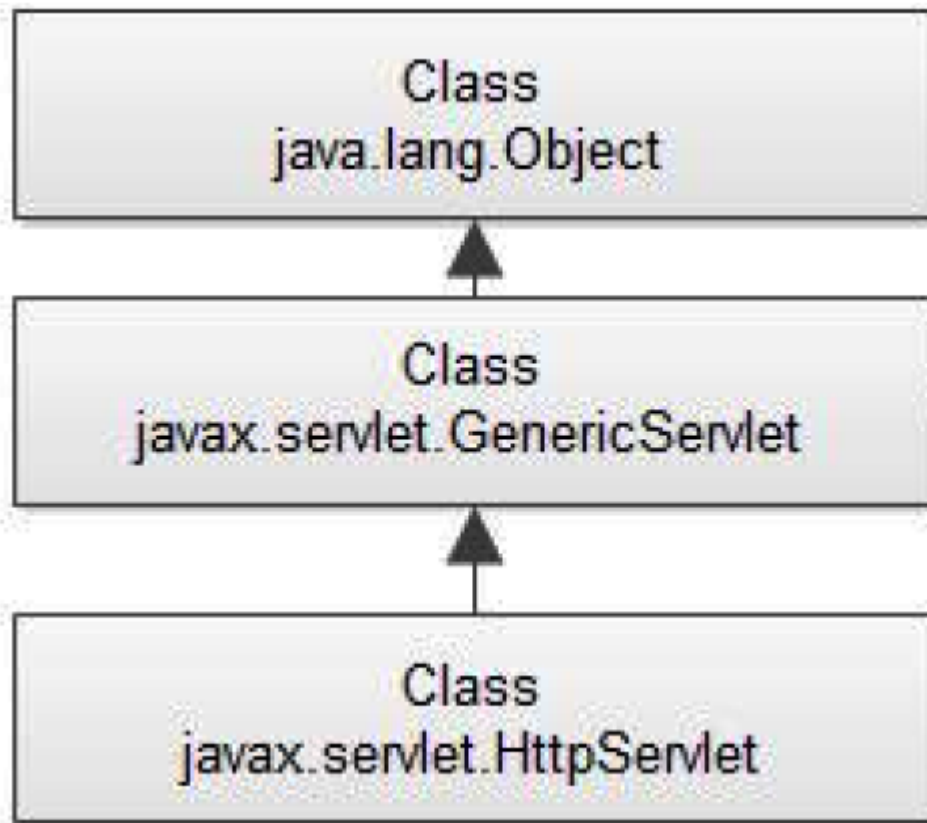 Class
java.lang.Object
Class
javax.servlet.GenericServlet
Class
javax.servlet.HttpServlet